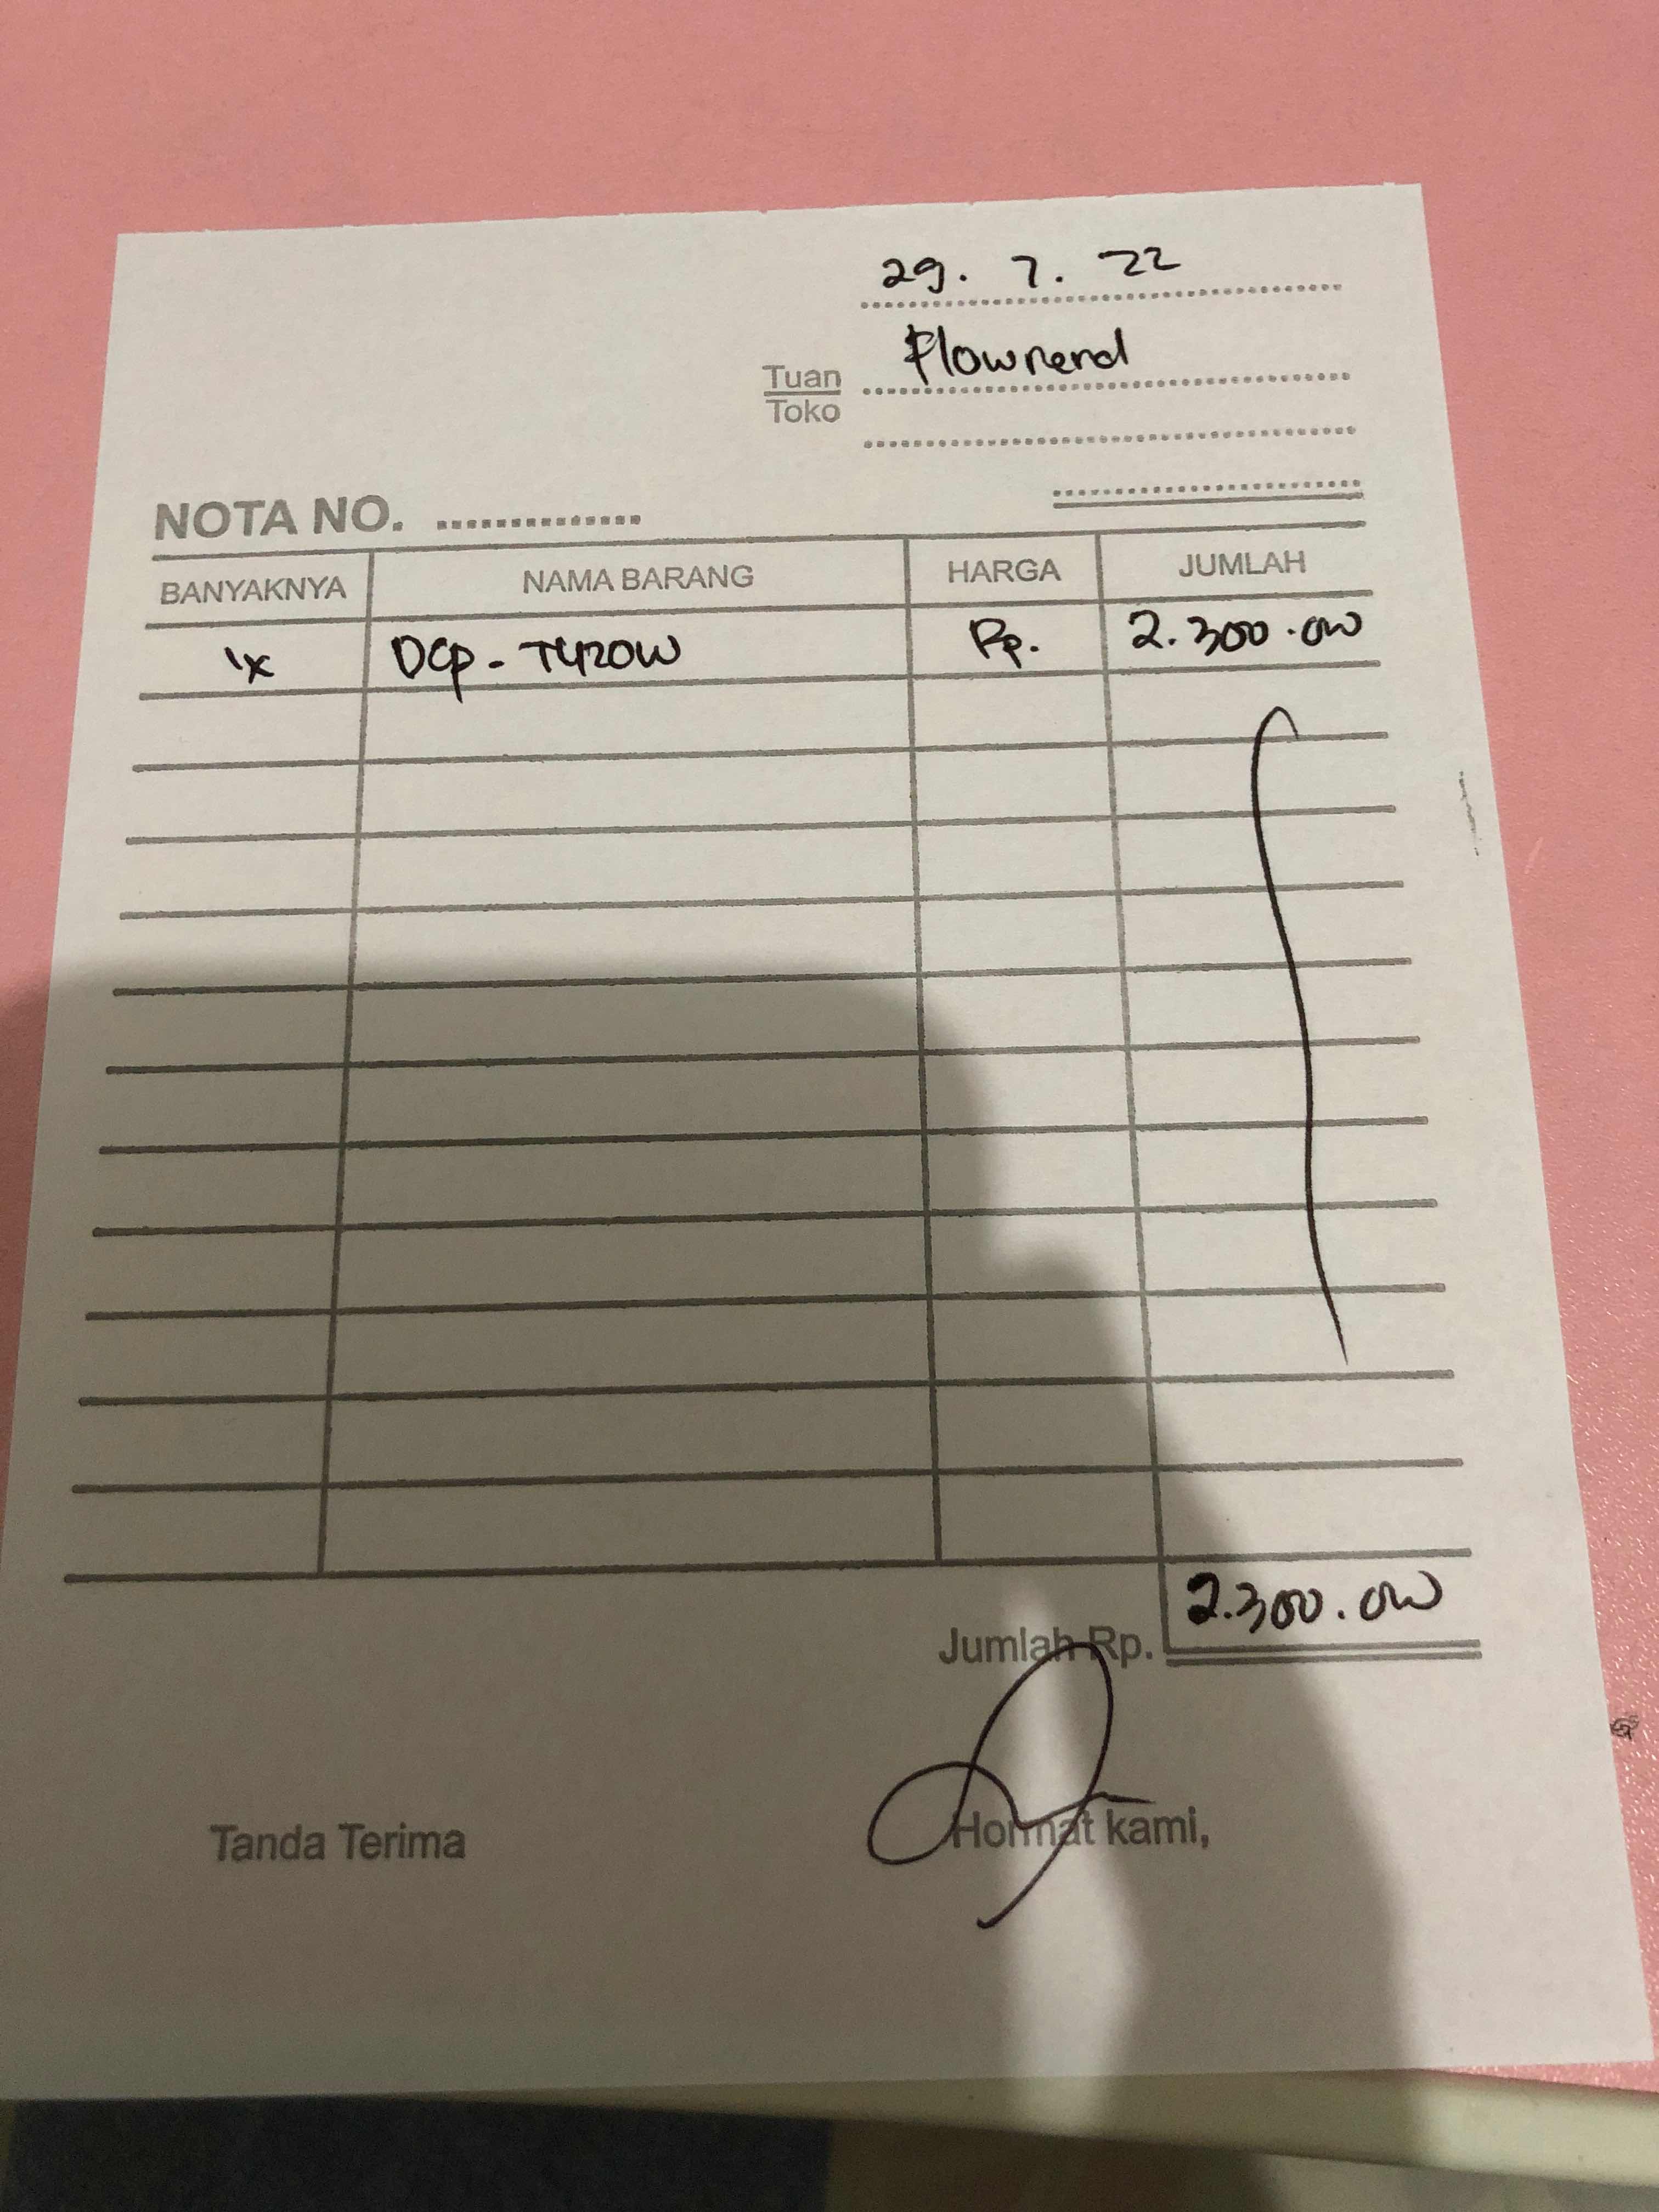 29. 7. 22
Tuan Flowrend
Toko
NOTA NO.
BANYAKNYA NAMA BARANG HARGA JUMLAH
1x DCP - T420W Rp. 2.300.000
Jumlah Rp. 2.300.000
Tanda Terima Hormat kami,